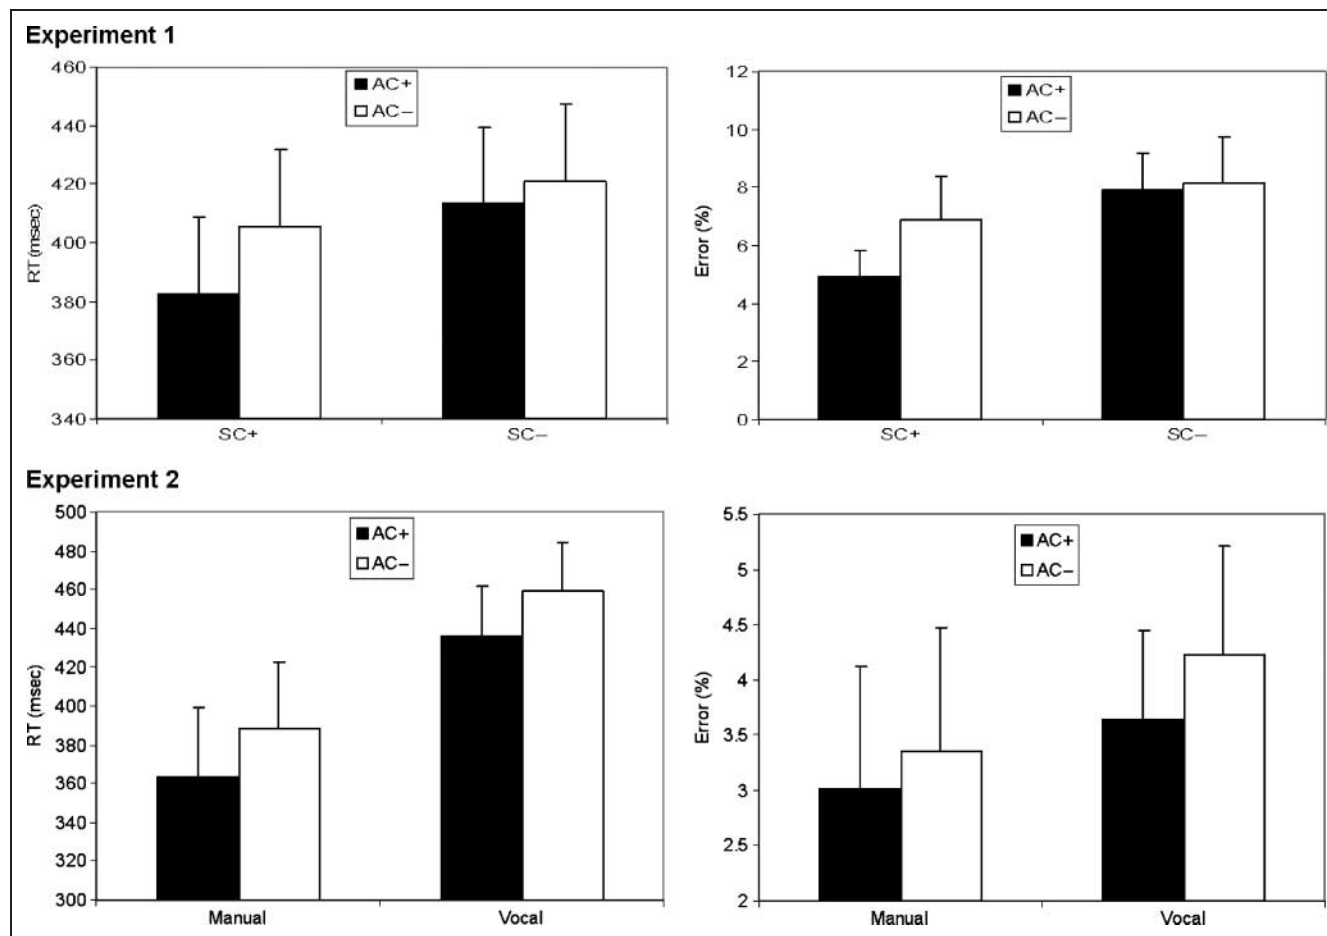 Experiment 1
460
440
420
400
380
360
340
RT (msec)
AC+
AC−
SC+
SC−
12
10
8
6
4
2
0
Error (%)
AC+
AC−
SC+
SC−
Experiment 2
500
480
460
440
420
400
380
360
340
320
300
RT (msec)
AC+
AC−
Manual
Vocal
5.5
5
4.5
4
3.5
3
2.5
2
Error (%)
AC+
AC−
Manual
Vocal